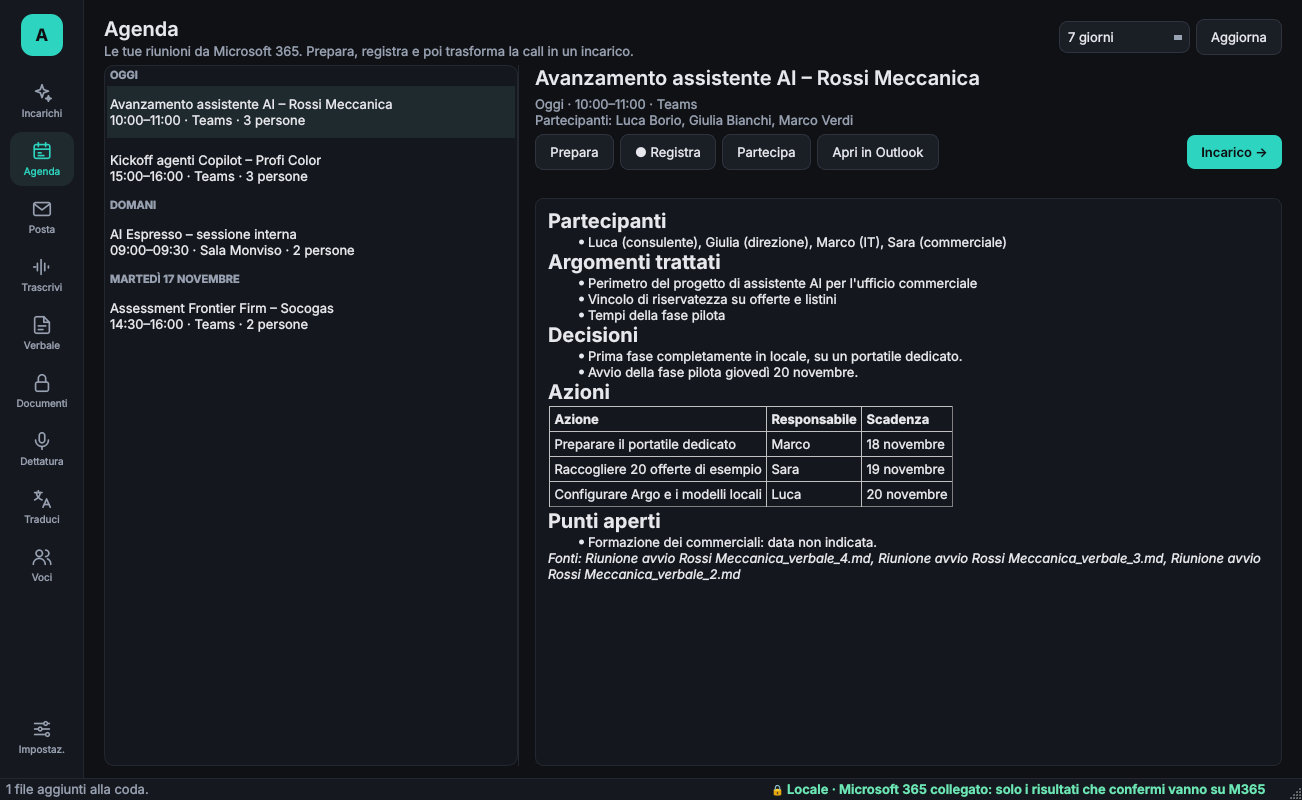 A
Incarichi
Agenda
Posta
Trascrivi
Verbale
Documenti
Dettatura
Traduci
Voci
Impostaz.
Agenda
Le tue riunioni da Microsoft 365. Prepara, registra e poi trasforma la call in un incarico.
7 giorni
Aggiorna
OGGI
Avanzamento assistente AI – Rossi Meccanica
10:00–11:00 · Teams · 3 persone
Kickoff agenti Copilot – Profi Color
15:00–16:00 · Teams · 3 persone
DOMANI
AI Espresso – sessione interna
09:00–09:30 · Sala Monviso · 2 persone
MARTEDÌ 17 NOVEMBRE
Assessment Frontier Firm – Socogas
14:30–16:00 · Teams · 2 persone
Avanzamento assistente AI – Rossi Meccanica
Oggi · 10:00–11:00 · Teams
Partecipanti: Luca Borio, Giulia Bianchi, Marco Verdi
Prepara
● Registra
Partecipa
Apri in Outlook
Incarico →
Partecipanti
• Luca (consulente), Giulia (direzione), Marco (IT), Sara (commerciale)
Argomenti trattati
• Perimetro del progetto di assistente AI per l'ufficio commerciale
• Vincolo di riservatezza su offerte e listini
• Tempi della fase pilota
Decisioni
• Prima fase completamente in locale, su un portatile dedicato.
• Avvio della fase pilota giovedì 20 novembre.
Azioni
Azione Responsabile Scadenza
Preparare il portatile dedicato Marco 18 novembre
Raccogliere 20 offerte di esempio Sara 19 novembre
Configurare Argo e i modelli locali Luca 20 novembre
Punti aperti
• Formazione dei commerciali: data non indicata.
Fonti: Riunione avvio Rossi Meccanica_verbale_4.md, Riunione avvio Rossi Meccanica_verbale_3.md, Riunione avvio
Rossi Meccanica_verbale_2.md
1 file aggiunti alla coda.
Locale · Microsoft 365 collegato: solo i risultati che confermi vanno su M365